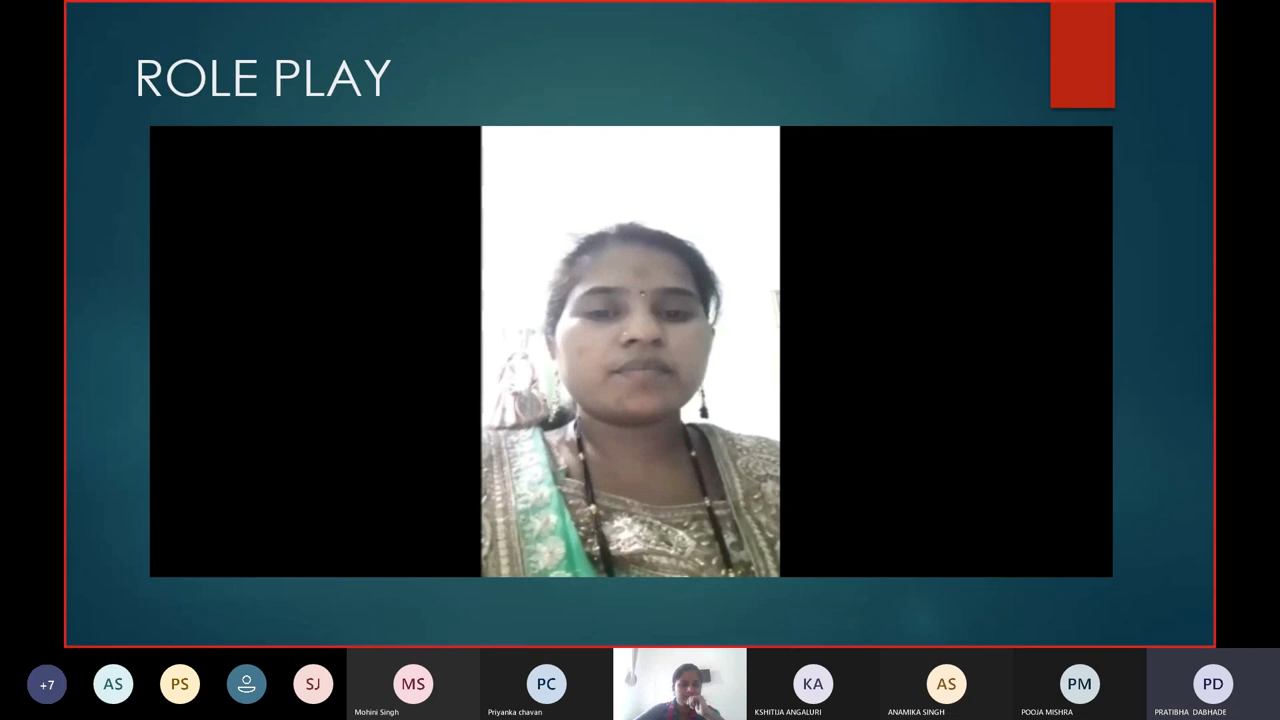 ROLE PLAY
+7
AS
PS
SJ
MS
Mohini Singh
PC
Priyanka chavan
KA
KSHITIJA ANGALURI
AS
ANAMIKA SINGH
PM
POOJA MISHRA
PD
PRATIBHA DABHADE